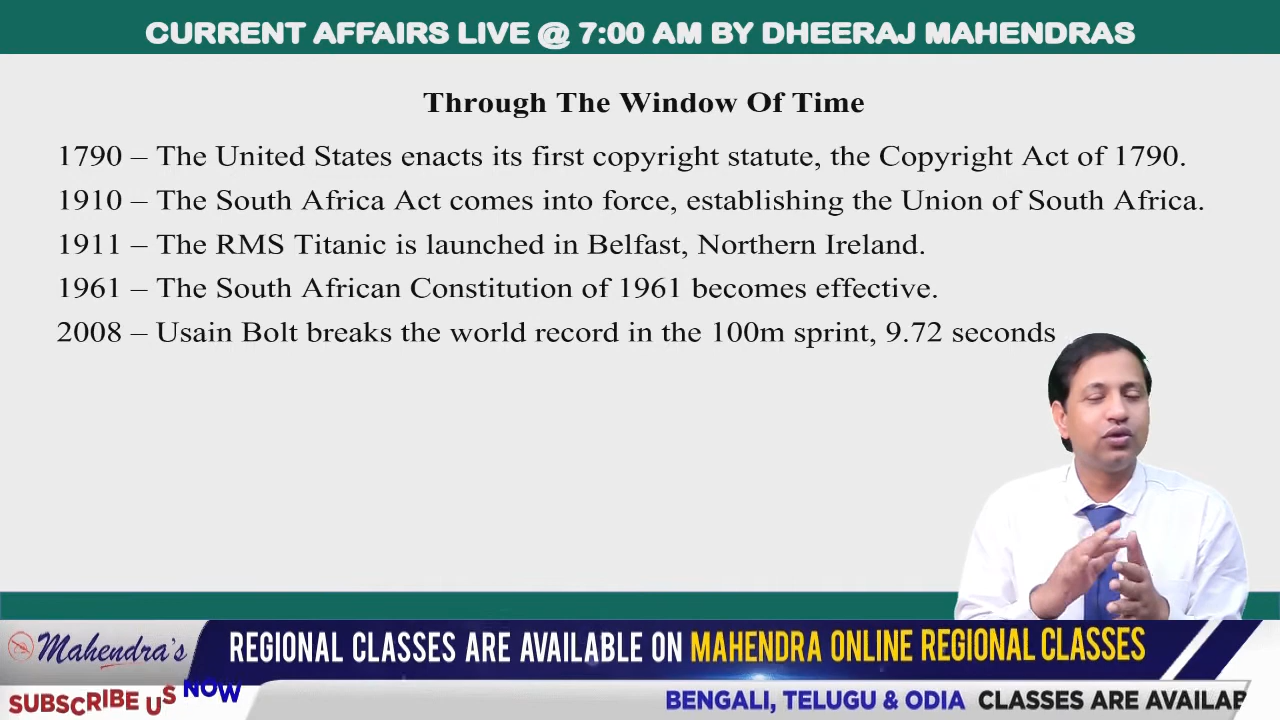 CURRENT AFFAIRS LIVE @ 7:00 AM BY DHEERAJ MAHENDRAS
Through The Window Of Time
1790 – The United States enacts its first copyright statute, the Copyright Act of 1790.
1910 – The South Africa Act comes into force, establishing the Union of South Africa.
1911 – The RMS Titanic is launched in Belfast, Northern Ireland.
1961 – The South African Constitution of 1961 becomes effective.
2008 – Usain Bolt breaks the world record in the 100m sprint, 9.72 seconds
Mahendra's
REGIONAL CLASSES ARE AVAILABLE ON MAHENDRA ONLINE REGIONAL CLASSES
SUBSCRIBE US NOW
BENGALI, TELUGU & ODIA CLASSES ARE AVAILAB